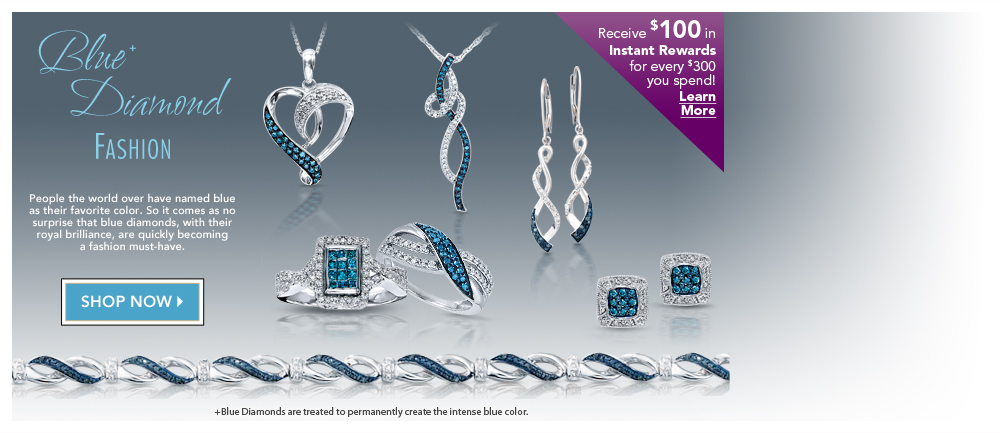 Blue+
Diamond
FASHION
People the world over have named blue
as their favorite color. So it comes as no
surprise that blue diamonds, with their
royal brilliance, are quickly becoming
a fashion must-have.
SHOP NOW
Receive $100 in
Instant Rewards
for every $300
you spend!
Learn
More
+Blue Diamonds are treated to permanently create the intense blue color.